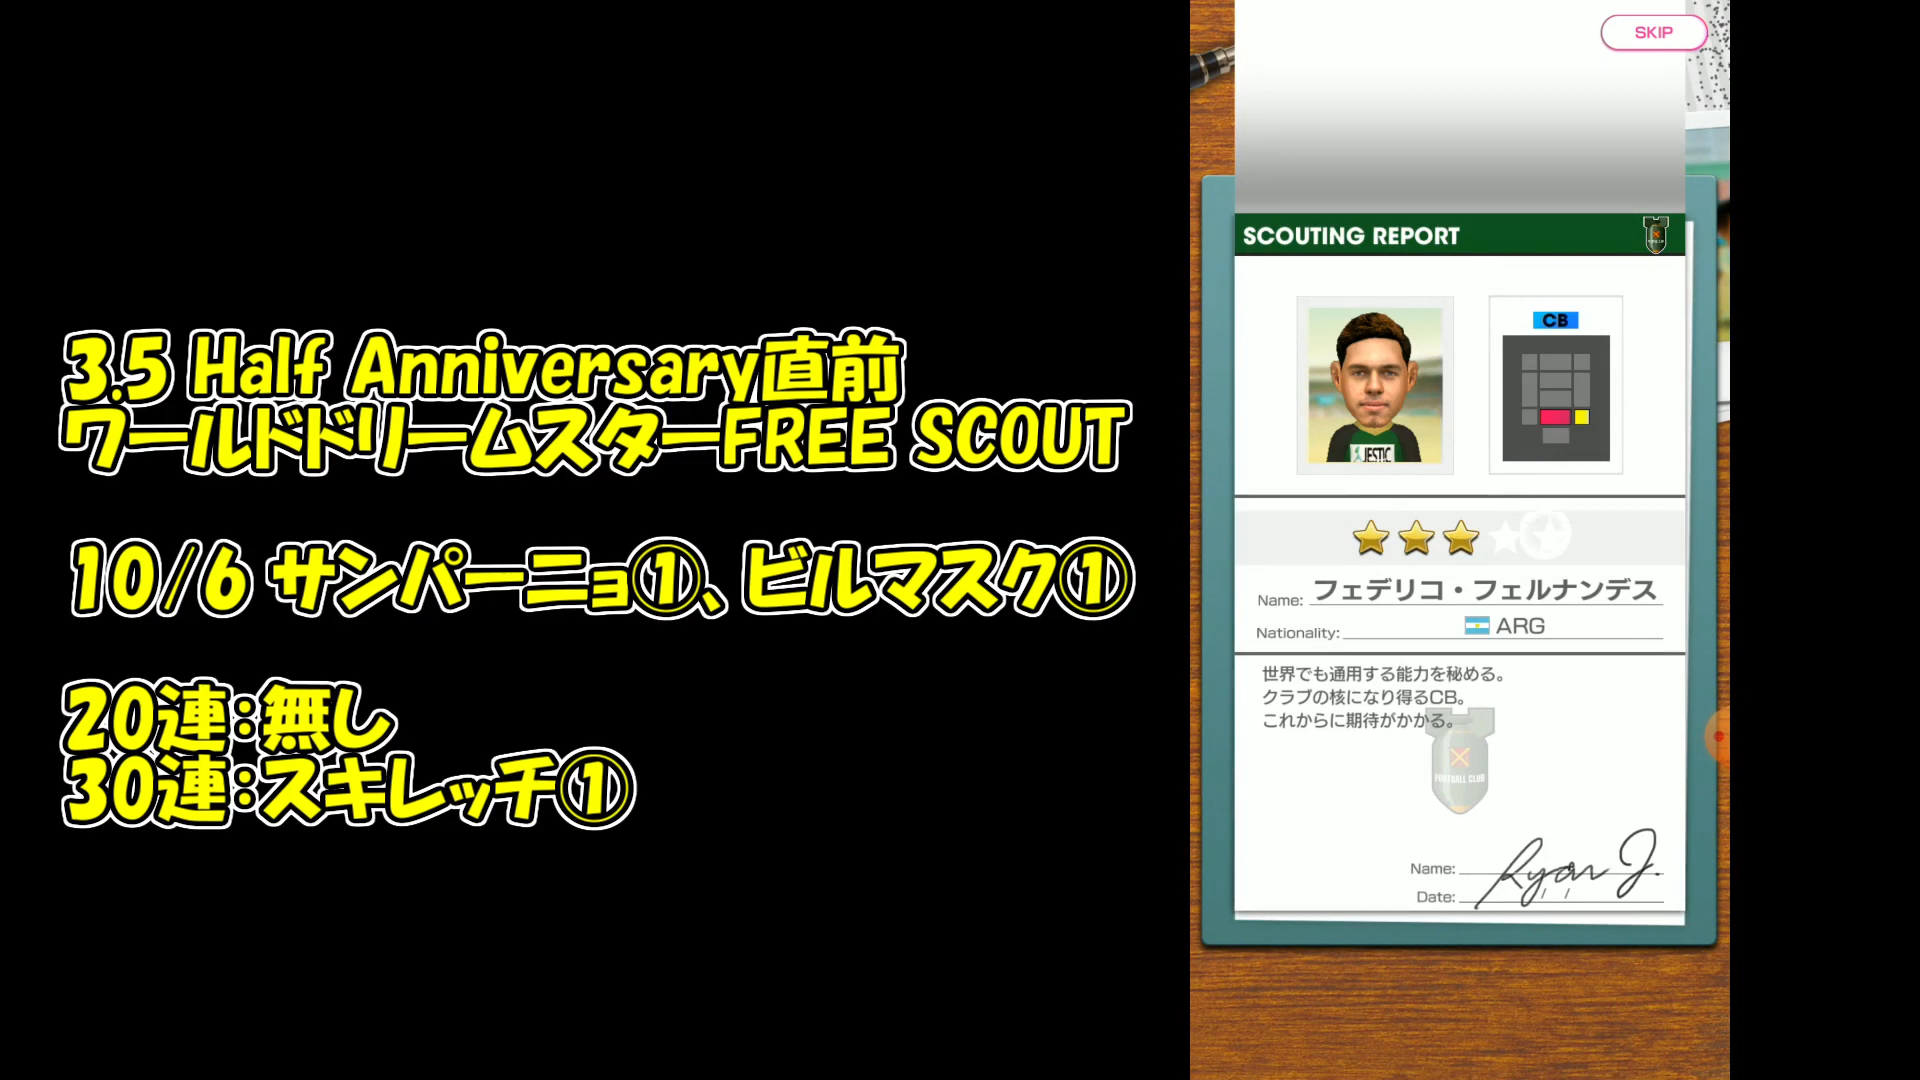 3.5 Half Anniversary直前
ワールドドリームスターFREE SCOUT
10/6 サンパーニョ①、ビルマスク①
20連：無し
30連：スキレッチ①
SKIP
SCOUTING REPORT
CB
JESTIC
Name: フェデリコ・フェルナンデス
Nationality: ARG
世界でも通用する能力を秘める。
クラブの核になり得るCB。
これからに期待がかかる。
FOOTBALL CLUB
Name: Ryan J.
Date: / /